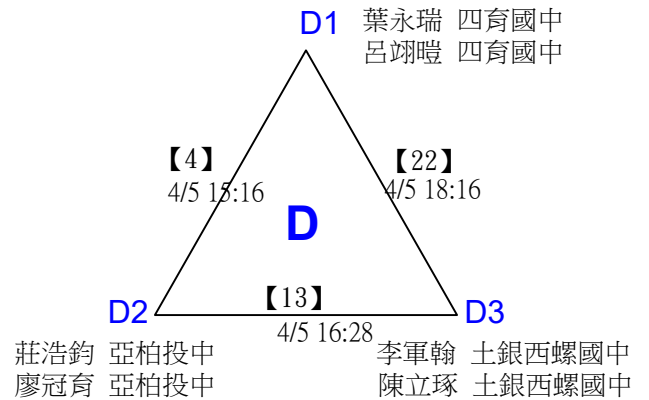 D1 葉永瑞 四育國中
呂翊暟 四育國中
【4】
4/5 15:16
【22】
4/5 18:16
D
【13】
4/5 16:28
D2
D3
莊浩鈞 亞柏投中
廖冠育 亞柏投中
李軍翰 土銀西螺國中
陳立琢 土銀西螺國中